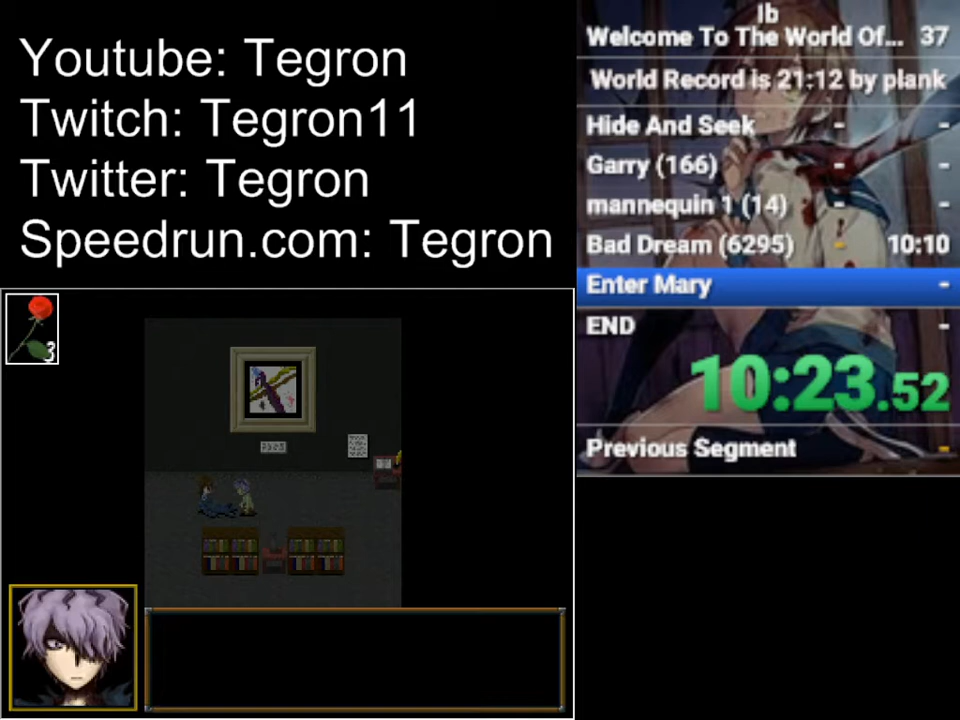 Youtube: Tegron
Twitch: Tegron11
Twitter: Tegron
Speedrun.com: Tegron
Ib
Welcome To The World Of... 37
World Record is 21:12 by plank
Hide And Seek - -
Garry (166) - -
mannequin 1 (14) - -
Bad Dream (6295) - 10:10
Enter Mary -
END -
10:23.52
Previous Segment -
3